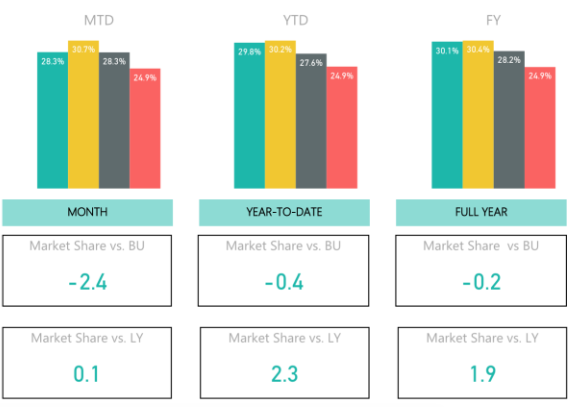 MTD
YTD
FY
28.3%
30.7%
28.3%
24.9%
29.8%
30.2%
27.6%
24.9%
30.1%
30.4%
28.2%
24.9%
MONTH
YEAR-TO-DATE
FULL YEAR
Market Share vs. BU
Market Share vs. BU
Market Share vs BU
-2.4
-0.4
-0.2
Market Share vs. LY
Market Share vs. LY
Market Share vs. LY
0.1
2.3
1.9